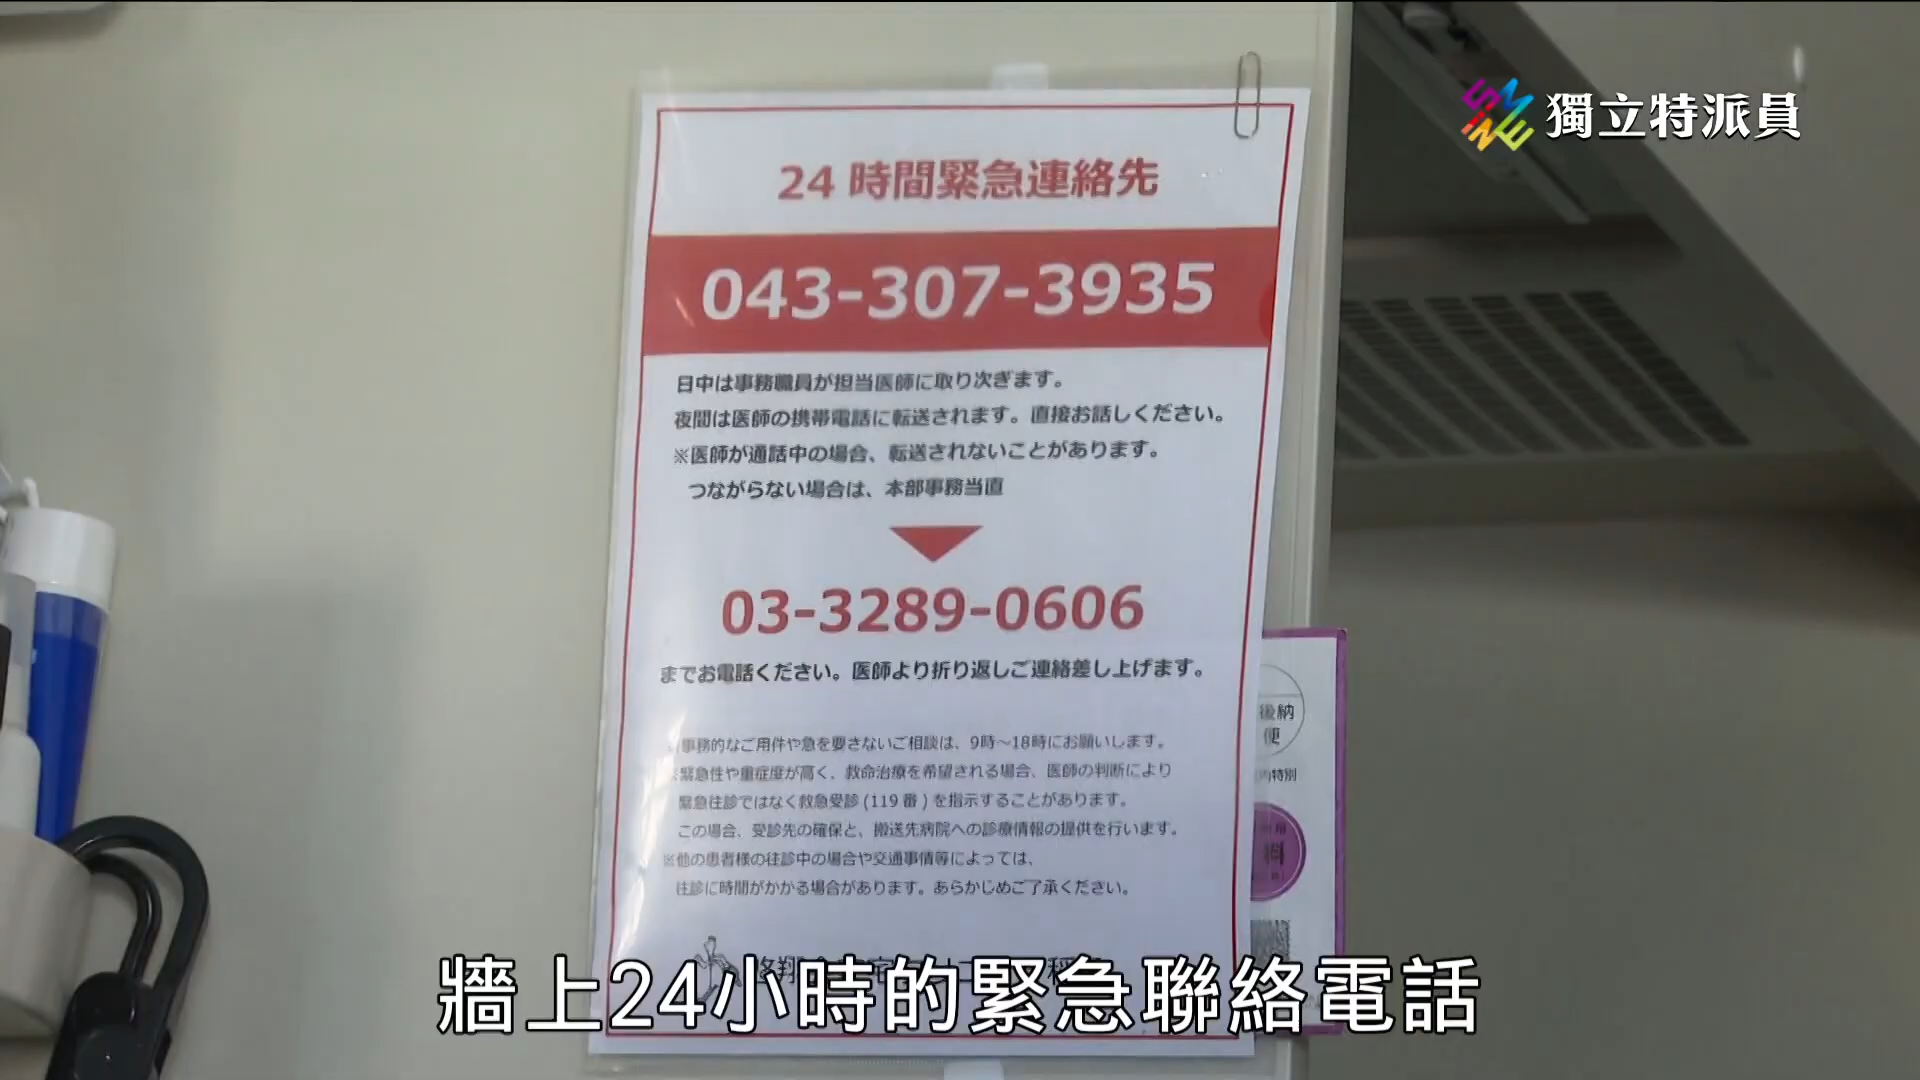 獨立特派員
24 時間緊急連絡先
043-307-3935
日中は事務職員が担当医師に取り次ぎます。
夜間は医師の携帯電話に転送されます。直接お話しください。
※医師が通話中の場合、転送されないことがあります。
つながらない場合は、本部事務当直
03-3289-0606
までお電話ください。医師より折り返しご連絡差し上げます。
事務的なご用件や急を要さないご相談は、9時～18時にお願いします。
※緊急性や重症度が高く、救命治療を希望される場合、医師の判断により
緊急往診ではなく救急受診 (119 番 ) を指示することがあります。
この場合、受診先の確保と、搬送先病院への診療情報の提供を行います。
※他の患者様の往診中の場合や交通事情等によっては、
往診に時間がかかる場合があります。あらかじめご了承ください。
後納
便
特別
牆上24小時的緊急聯絡電話